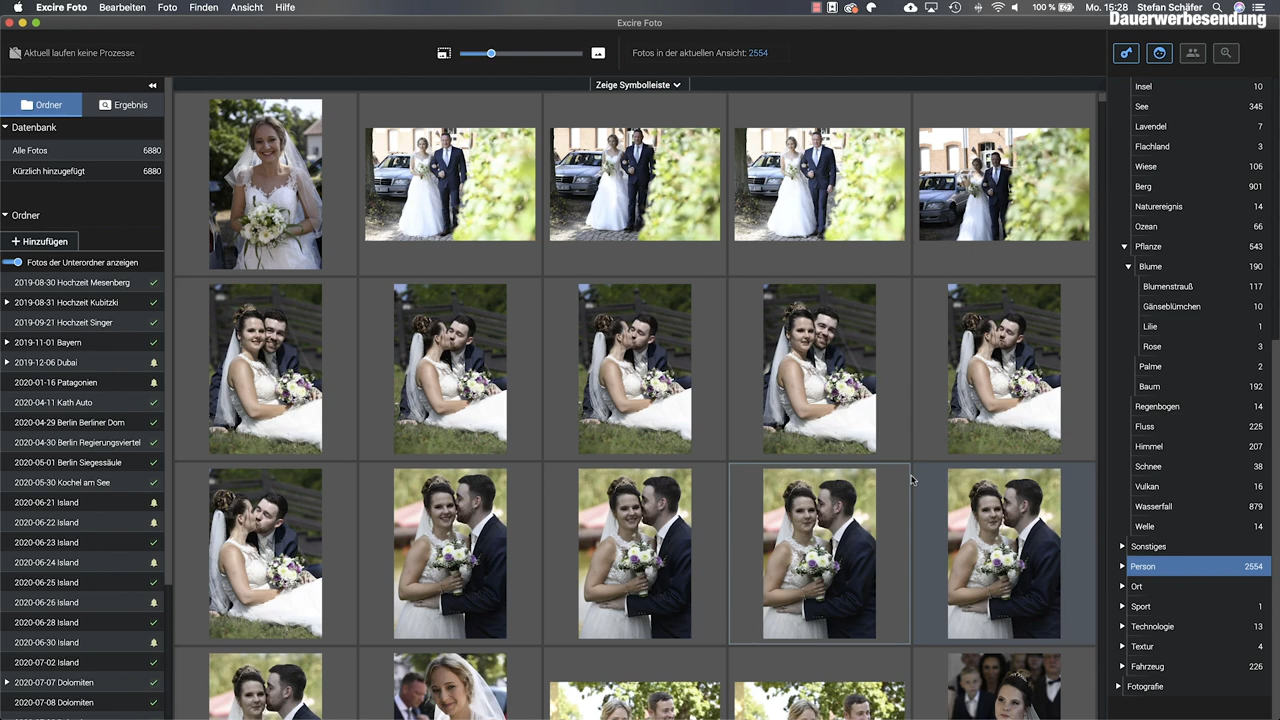 Excire Foto Bearbeiten Foto Finden Ansicht Hilfe 100 % Mo. 15:28 Stefan Schäfer
Dauerwerbesendung
Excire Foto
Aktuell laufen keine Prozesse
Fotos in der aktuellen Ansicht: 2554
Zeige Symbolleiste
Ordner
Ergebnis
Datenbank
Alle Fotos 6880
Kürzlich hinzugefügt 6880
Ordner
+ Hinzufügen
Fotos der Unterordner anzeigen
2019-08-30 Hochzeit Mesenberg
2019-08-31 Hochzeit Kubitzki
2019-09-21 Hochzeit Singer
2019-11-01 Bayern
2019-12-06 Dubai
2020-01-16 Patagonien
2020-04-11 Kath Auto
2020-04-29 Berlin Berliner Dom
2020-04-30 Berlin Regierungsviertel
2020-05-01 Berlin Siegessäule
2020-05-30 Kochel am See
2020-06-21 Island
2020-06-22 Island
2020-06-23 Island
2020-06-24 Island
2020-06-25 Island
2020-06-26 Island
2020-06-28 Island
2020-06-30 Island
2020-07-02 Island
2020-07-07 Dolomiten
2020-07-08 Dolomiten
Insel 10
See 345
Lavendel 7
Flachland 3
Wiese 106
Berg 901
Naturereignis 14
Ozean 66
Pflanze 543
Blume 190
Blumenstrauß 117
Gänseblümchen 10
Lilie 1
Rose 3
Palme 2
Baum 192
Regenbogen 14
Fluss 225
Himmel 207
Schnee 38
Vulkan 16
Wasserfall 879
Welle 14
Sonstiges
Person 2554
Ort
Sport 1
Technologie 13
Textur 4
Fahrzeug 226
Fotografie